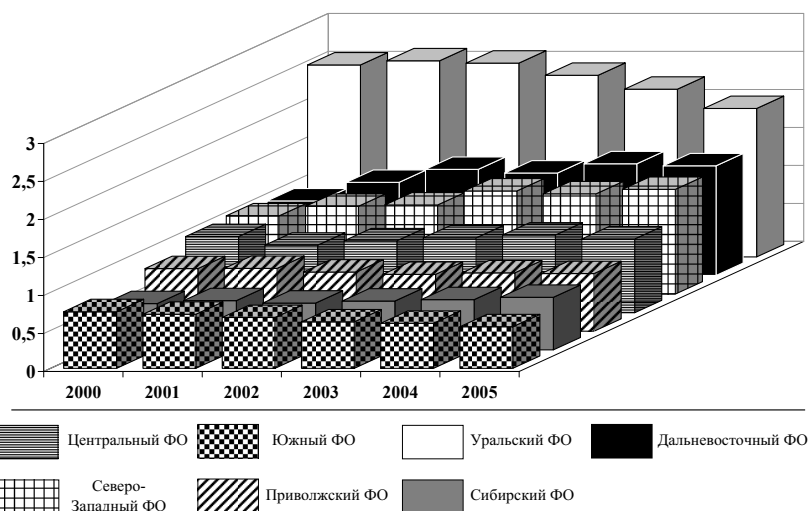 3
2,5
2
1,5
1
0,5
0
2000 2001 2002 2003 2004 2005
Центральный ФО Южный ФО Уральский ФО Дальневосточный ФО
Северо-
Западный ФО Приволжский ФО Сибирский ФО